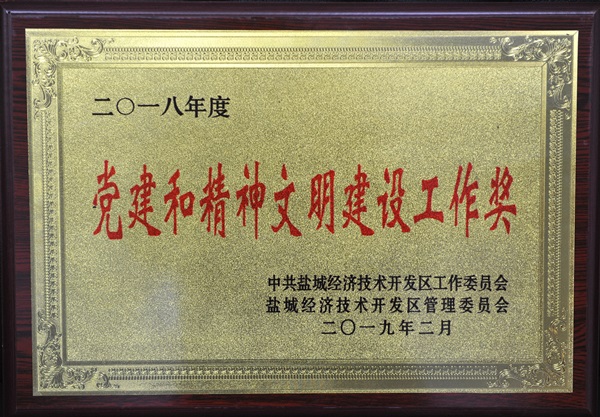 二〇一八年度
党建和精神文明建设工作奖
中共盐城经济技术开发区工作委员会
盐城经济技术开发区管理委员会
二〇一九年二月